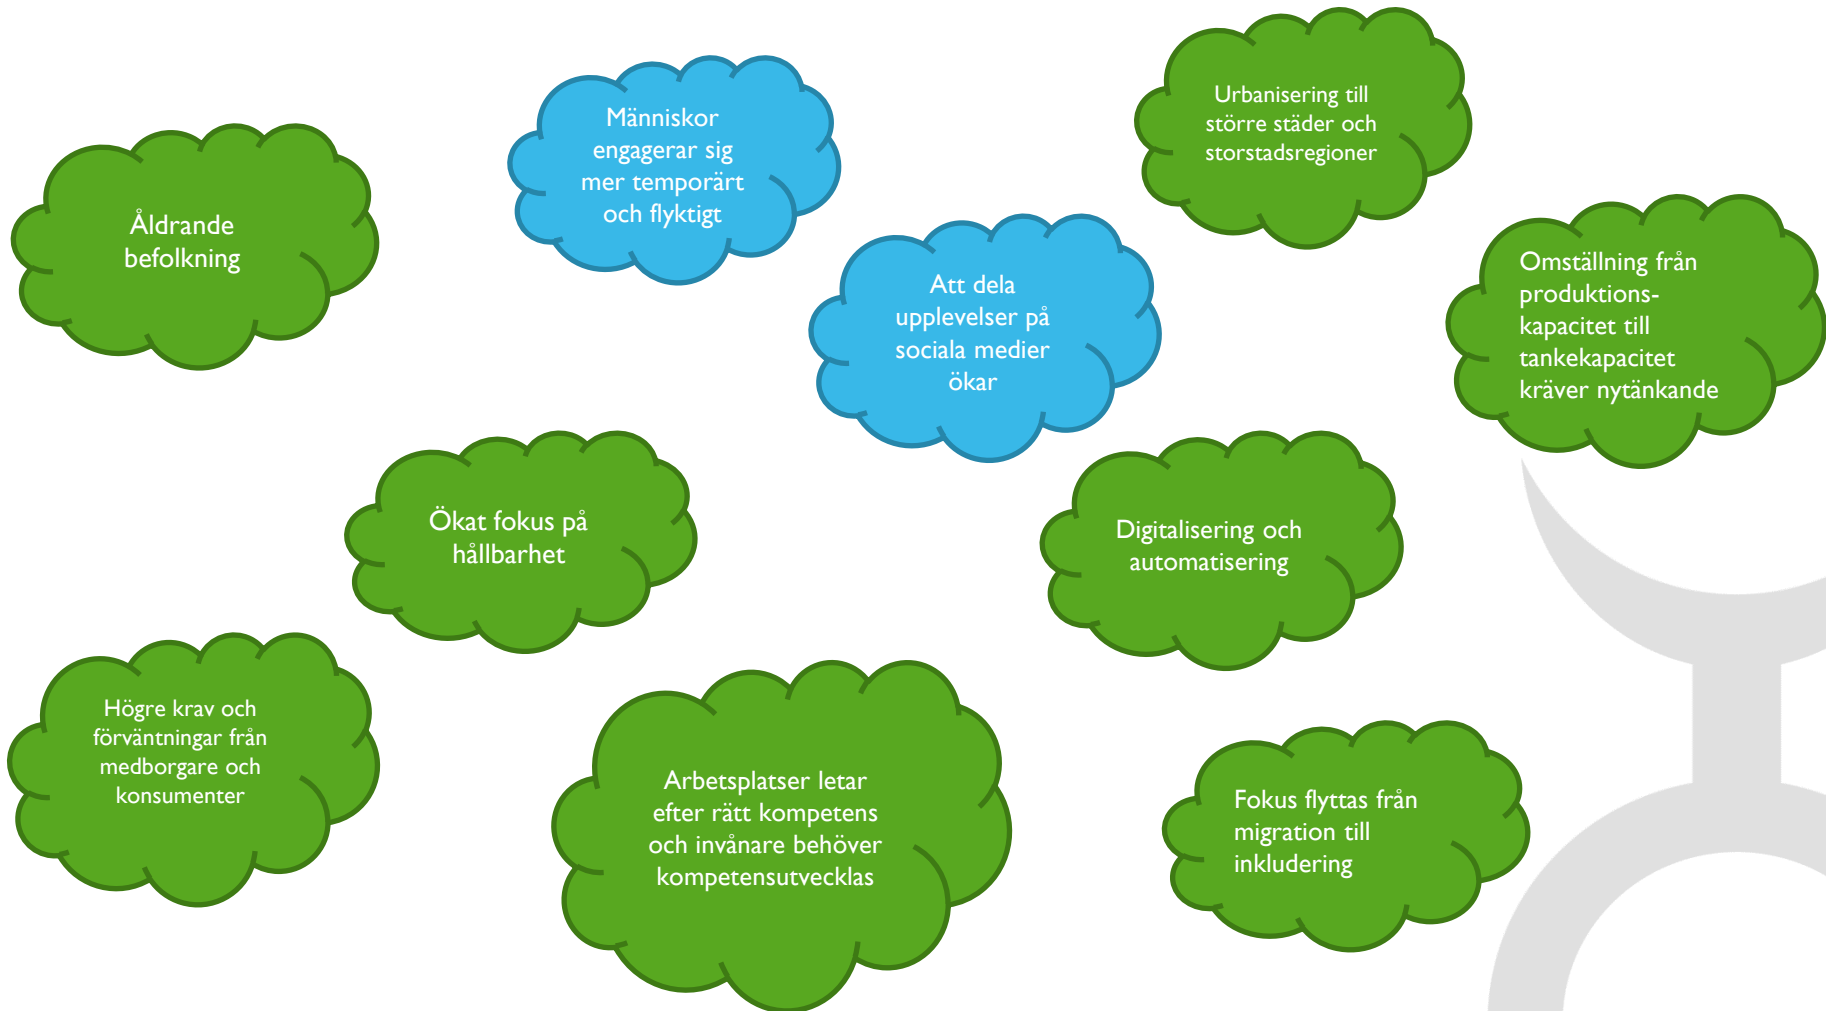 Åldrande
befolkning
Människor
engagerar sig
mer temporärt
och flyktigt
Att dela
upplevelser på
sociala medier
ökar
Urbanisering till
större städer och
storstadsregioner
Omställning från
produktions-
kapacitet till
tankekapacitet
kräver nytänkande
Ökat fokus på
hållbarhet
Digitalisering och
automatisering
Högre krav och
förväntningar från
medborgare och
konsumenter
Arbetsplatser letar
efter rätt kompetens
och invånare behöver
kompetensutvecklas
Fokus flyttas från
migration till
inkludering